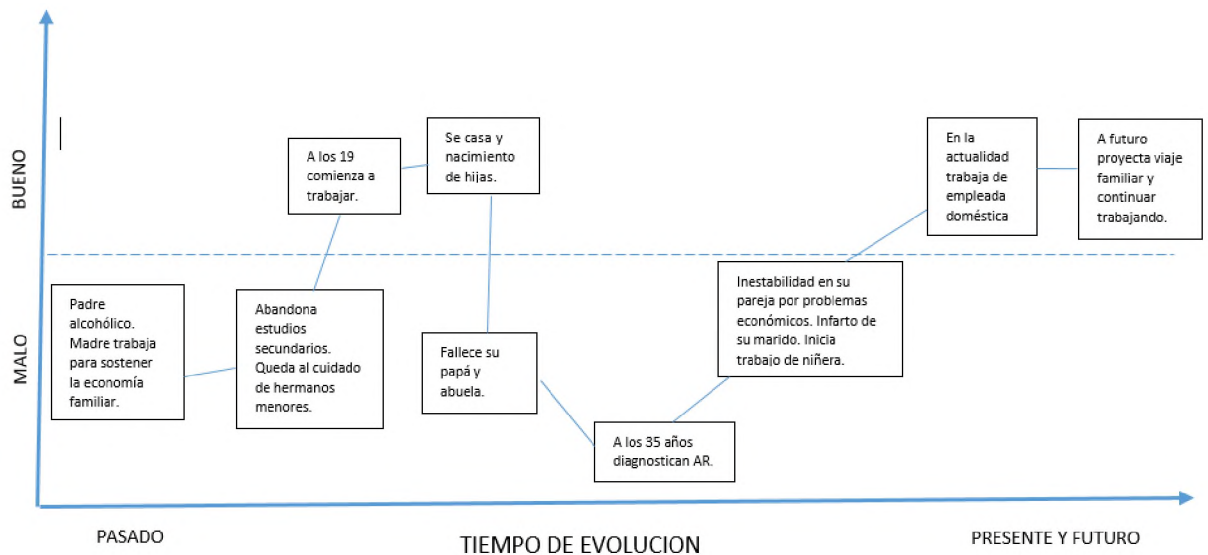 BUENO
MALO
Padre
alcohólico.
Madre trabaja
para sostener
la economía
familiar.
Abandona
estudios
secundarios.
Queda al cuidado
de hermanos
menores.
A los 19
comienza a
trabajar.
Se casa y
nacimiento
de hijas.
Fallece su
papá y
abuela.
A los 35 años
diagnostican AR.
Inestabilidad en su
pareja por problemas
económicos. Infarto de
su marido. Inicia
trabajo de niñera.
En la
actualidad
trabaja de
empleada
doméstica
A futuro
proyecta viaje
familiar y
continuar
trabajando.
PASADO
TIEMPO DE EVOLUCION
PRESENTE Y FUTURO